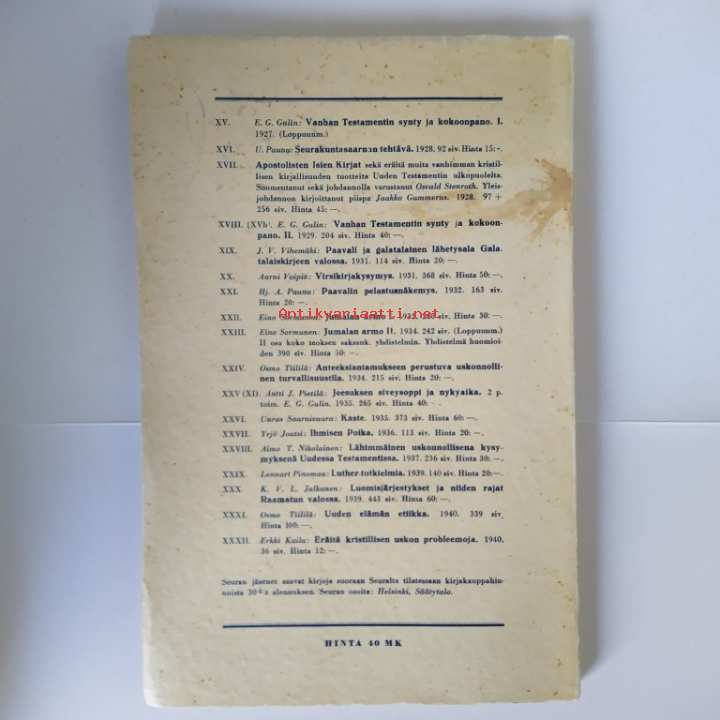 XV. E. G. Gulin: Vanhan Testamentin synty ja kokoonpano. I.
1927. (Loppuunm.)
XVI. U. Paunu: Seurakuntasaarnan tehtävä. 1928. 92 siv. Hinta 15:-.
XVII. Apostolisten Isien Kirjat sekä eräitä muita vanhimman kristil-
lisen kirjallisuuden tuotteita Uuden Testamentin ulkopuolelta.
Suomentanut sekä johdannolla varustanut Osvald Stenroth. Yleis-
johdannon kirjoittanut piispa Jaakko Gummerus. 1928. 97 +
256 siv. Hinta 45: —.
XVIII. (XVb). E. G. Gulin: Vanhan Testamentin synty ja kokoon-
pano. II. 1929. 204 siv. Hinta 40: —.
XIX. J. V. Vihemäki: Paavali ja galatalainen lähetysala Gala-
talaiskirjeen valossa. 1931. 114 siv. Hinta 20: —.
XX. Aarni Voipio: Virsikirjakysymys. 1931. 368 siv. Hinta 50: —.
XXI. Hj. A. Paunu: Paavalin pelastusnäkemys. 1932. 163 siv.
Hinta 20: —.
XXII. Eino Sormunen: Jumalan armo I. siv. Hinta 50: —.
Antikvariaatti.net
XXIII. Eino Sormunen: Jumalan armo II. 1934. 242 siv. (Loppuunm.)
II osa koko teoksen saksank. yhdistelmin. Yhdistelmä huomioi-
den 390 siv. Hinta 50: —.
XXIV. Osmo Tiililä: Anteeksiantamukseen perustuva uskonnolli-
nen turvallisuustila. 1934. 215 siv. Hinta 20: —.
XXV (XI). Antti J. Pietilä: Jeesuksen siveysoppi ja nykyaika. 2 p.
toim. E. G. Gulin. 1935. 265 siv. Hinta 40: -.
XXVI. Uuras Saarnivaara: Kaste. 1935. 373 siv. Hinta 60: —.
XXVII. Yrjö Joutsi: Ihmisen Poika. 1936. 113 siv. Hinta 20: —.
XXVIII. Aimo T. Nikolainen: Lähimmäinen uskonnollisena kysy-
myksenä Uudessa Testamentissa. 1937. 236 siv. Hinta 30: —.
XXIX. Lennart Pinomaa: Luther-tutkielmia. 1939. 140 siv. Hinta 20:—.
XXX. K. V. L. Jalkanen: Luomisjärjestykset ja niiden rajat
Raamatun valossa. 1939. 443 siv. Hinta 60: —.
XXXI. Osmo Tiililä: Uuden elämän etiikka. 1940. 339 siv.
Hinta 100: —.
XXXII. Erkki Kaila: Eräitä kristillisen uskon probleemoja. 1940.
36 siv. Hinta 12: —.
Seuran jäsenet saavat kirjoja suoraan Seuralta tilatessaan kirjakauppahin-
noista 30 %:n alennuksen. Seuran osoite: Helsinki, Säätytalo.
HINTA 40 MK